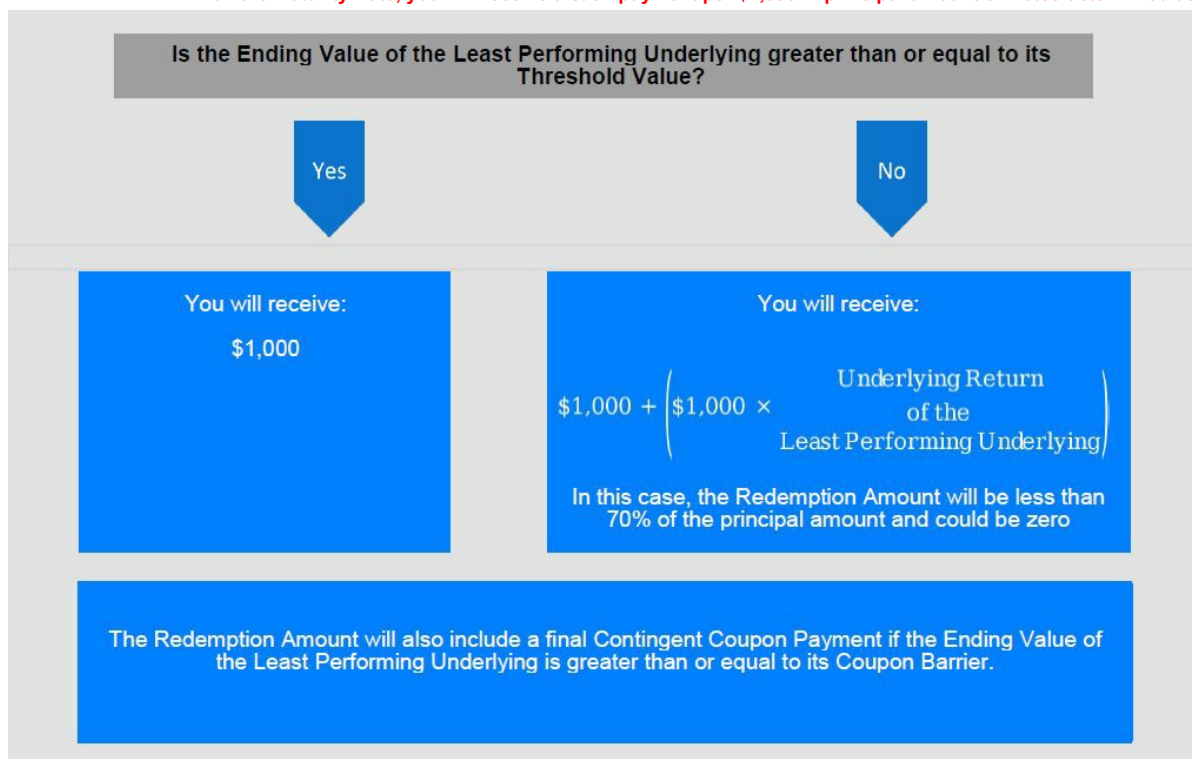 Is the Ending Value of the Least Performing Underlying greater than or equal to its
Threshold Value?
Yes
No
You will receive:
$1,000
You will receive:
$1,000 + ($1,000 × Underlying Return
of the
Least Performing Underlying)
In this case, the Redemption Amount will be less than
70% of the principal amount and could be zero
The Redemption Amount will also include a final Contingent Coupon Payment if the Ending Value of
the Least Performing Underlying is greater than or equal to its Coupon Barrier.